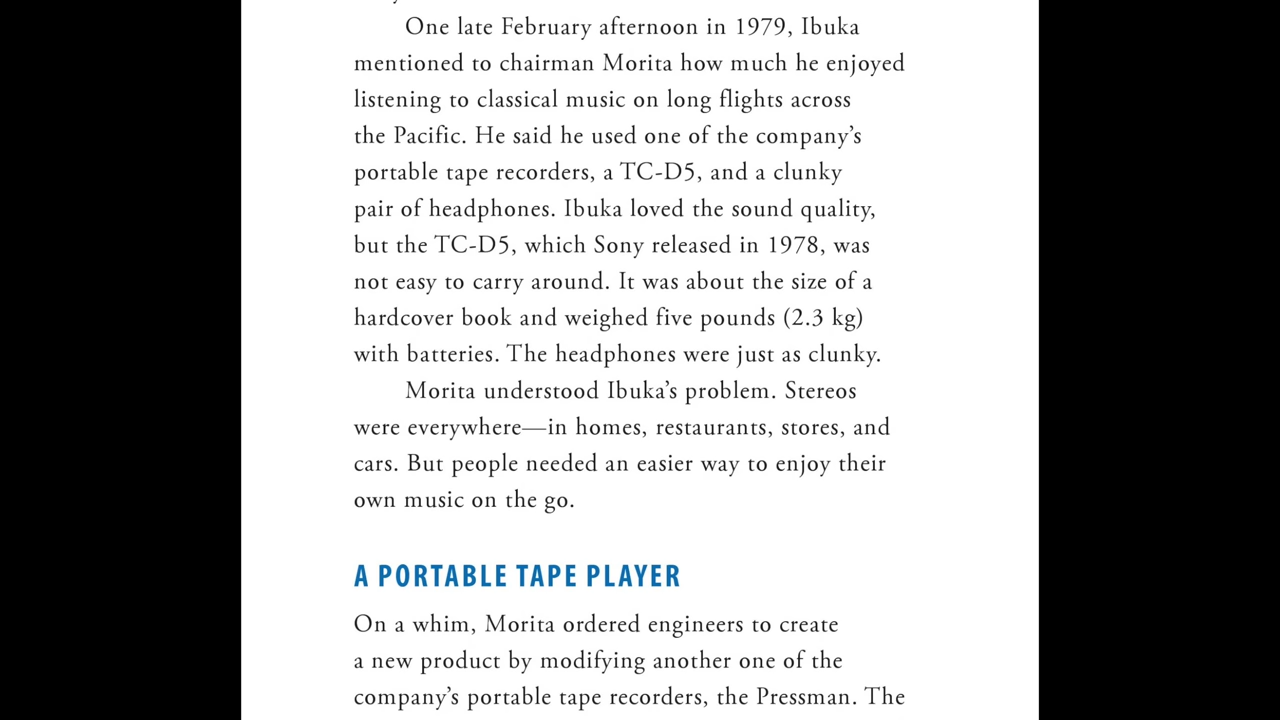 One late February afternoon in 1979, Ibuka
mentioned to chairman Morita how much he enjoyed
listening to classical music on long flights across
the Pacific. He said he used one of the company’s
portable tape recorders, a TC-D5, and a clunky
pair of headphones. Ibuka loved the sound quality,
but the TC-D5, which Sony released in 1978, was
not easy to carry around. It was about the size of a
hardcover book and weighed five pounds (2.3 kg)
with batteries. The headphones were just as clunky.
Morita understood Ibuka’s problem. Stereos
were everywhere—in homes, restaurants, stores, and
cars. But people needed an easier way to enjoy their
own music on the go.
A PORTABLE TAPE PLAYER
On a whim, Morita ordered engineers to create
a new product by modifying another one of the
company’s portable tape recorders, the Pressman. The